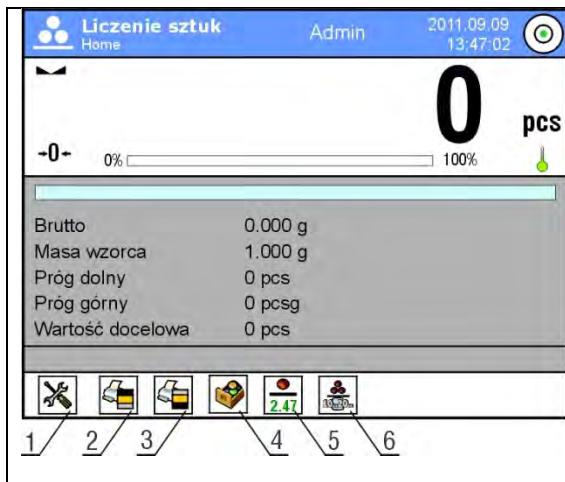 Liczenie sztuk
Home
Admin
2011.09.09
13:47:02
0
pcs
→0←
0%
100%
Brutto 0.000 g
Masa wzorca 1.000 g
Próg dolny 0 pcs
Próg górny 0 pcsg
Wartość docelowa 0 pcs
2.47
1 2 3 4 5 6